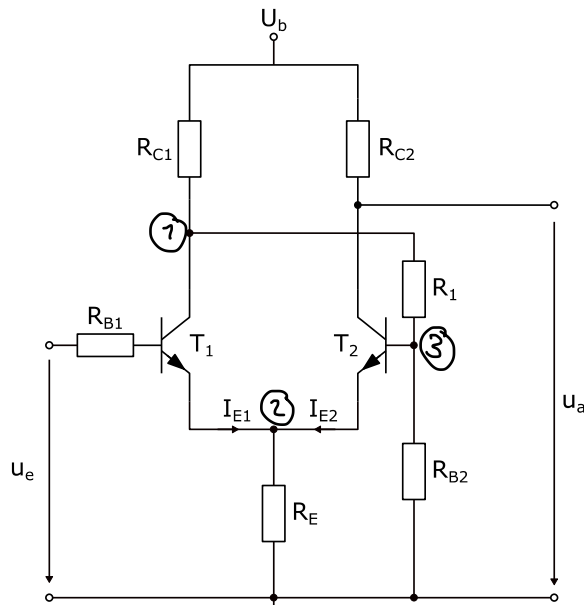 U_b
R_C1
R_C2
1
R_1
R_B1
T_1
T_2
3
I_E1
2
I_E2
u_e
u_a
R_E
R_B2